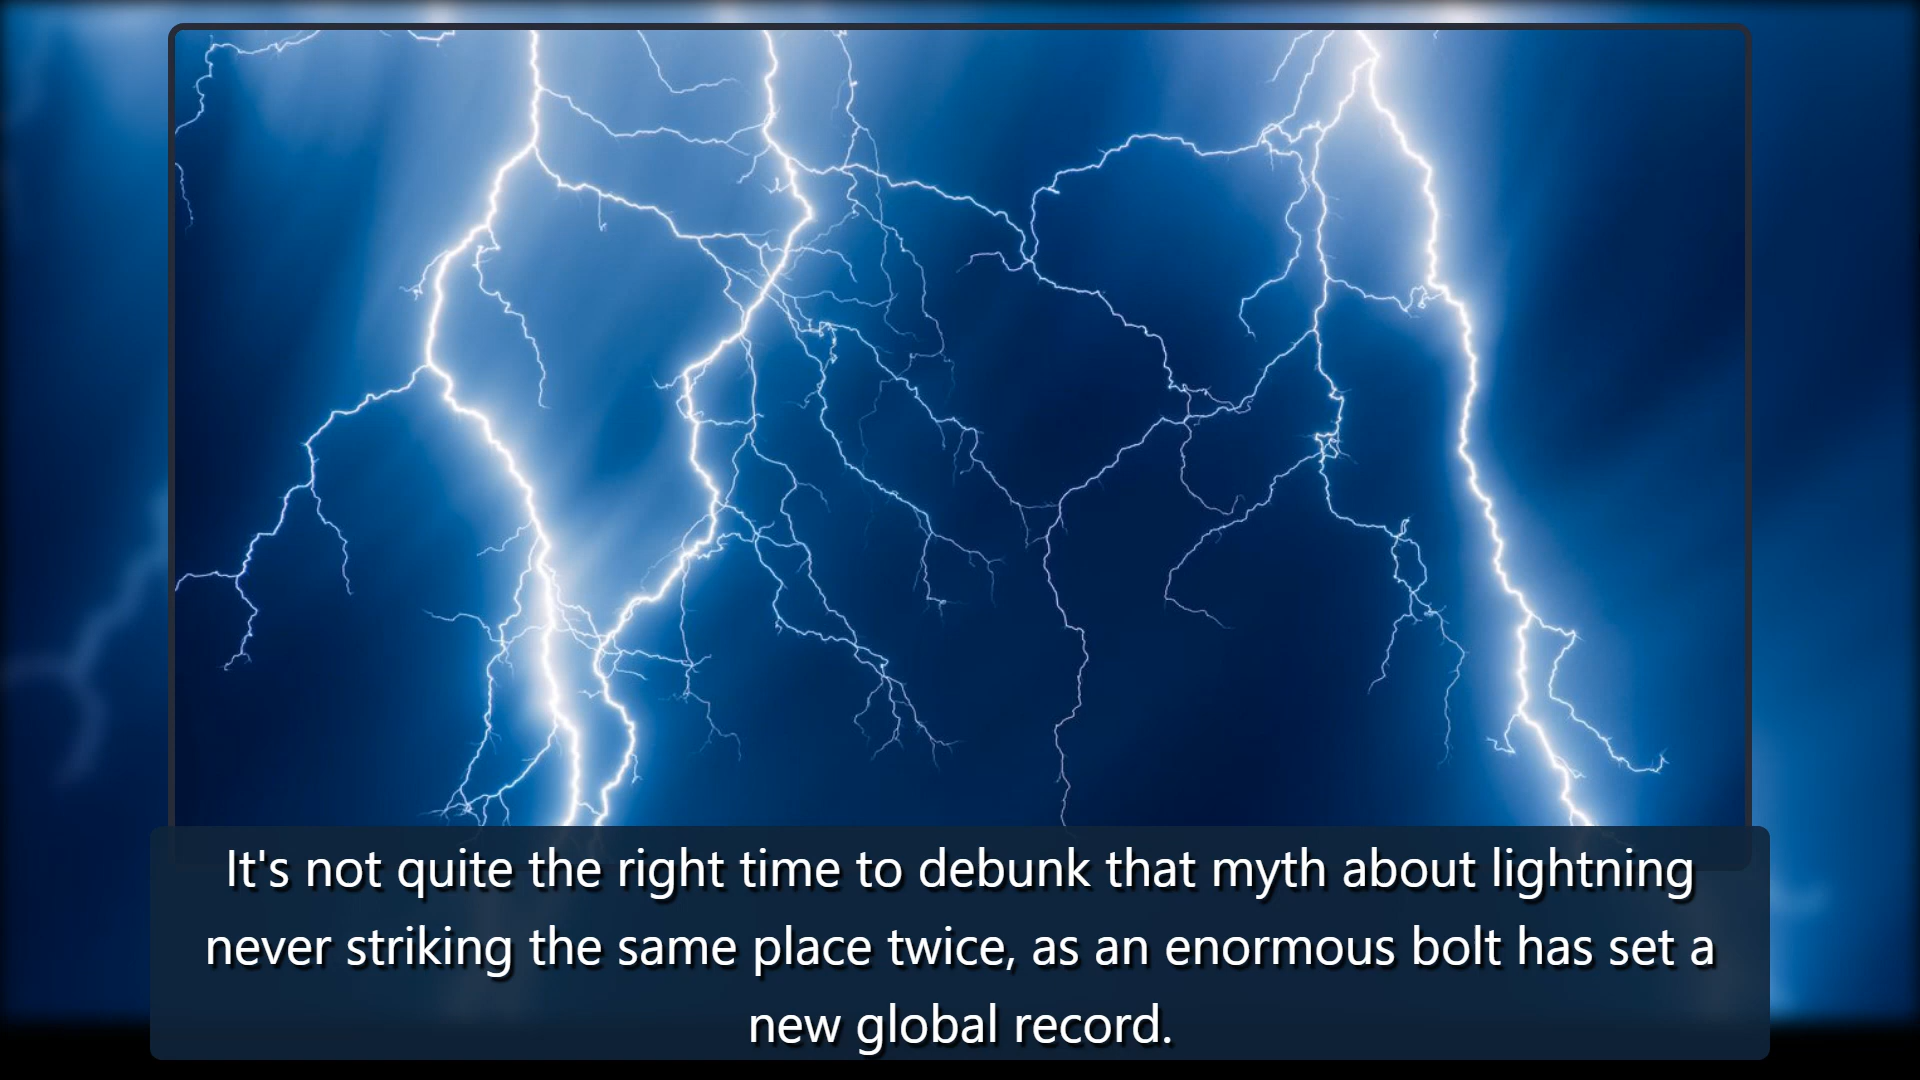 It's not quite the right time to debunk that myth about lightning
never striking the same place twice, as an enormous bolt has set a
new global record.